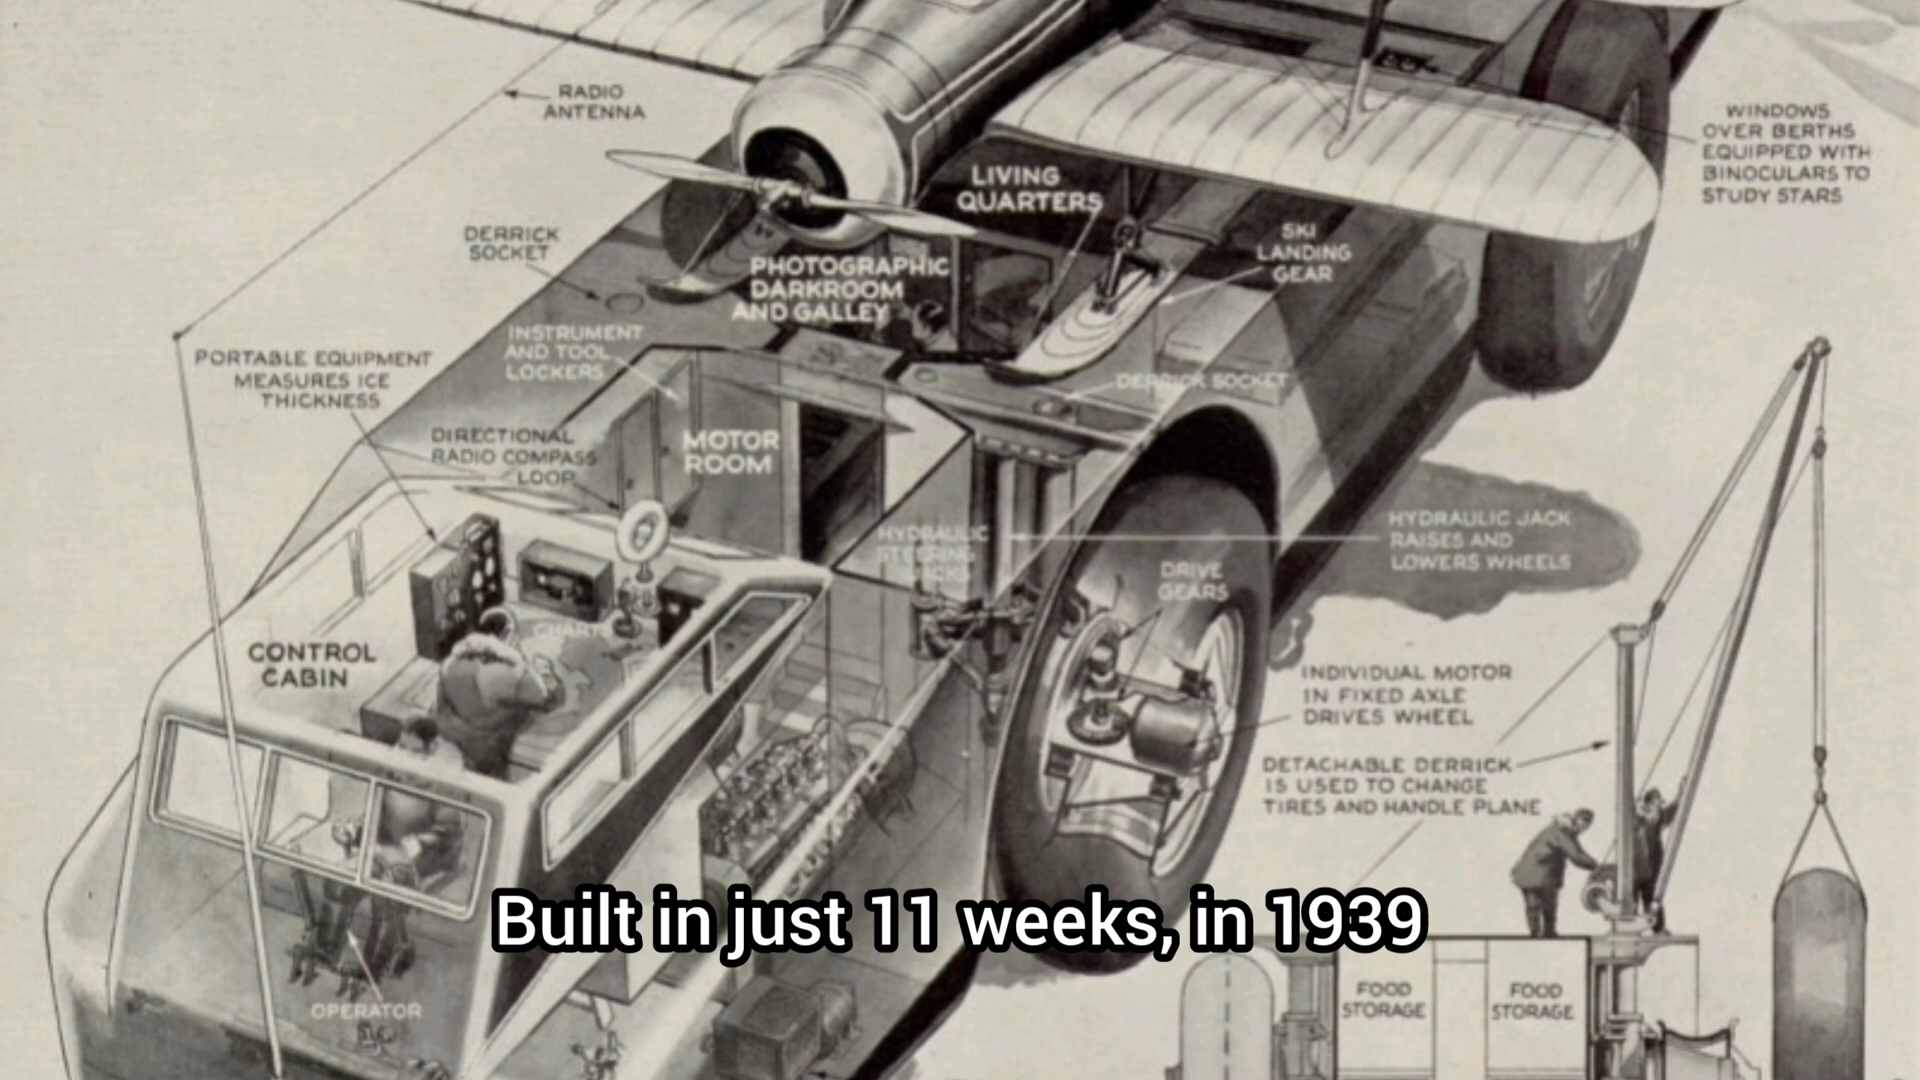 RADIO
ANTENNA
WINDOWS
OVER BERTHS
EQUIPPED WITH
BINOCULARS TO
STUDY STARS
LIVING
QUARTERS
DERRICK
SOCKET
SKI
LANDING
GEAR
PHOTOGRAPHIC
DARKROOM
AND GALLEY
INSTRUMENT
AND TOOL
LOCKERS
PORTABLE EQUIPMENT
MEASURES ICE
THICKNESS
DERRICK SOCKET
DIRECTIONAL
RADIO COMPASS
LOOP
MOTOR
ROOM
HYDRAULIC
STEERING
HYDRAULIC JACK
RAISES AND
LOWERS WHEELS
DRIVE
GEARS
CHARTS
CONTROL
CABIN
INDIVIDUAL MOTOR
IN FIXED AXLE
DRIVES WHEEL
DETACHABLE DERRICK
IS USED TO CHANGE
TIRES AND HANDLE PLANE
Built in just 11 weeks, in 1939
OPERATOR
FOOD
STORAGE
FOOD
STORAGE